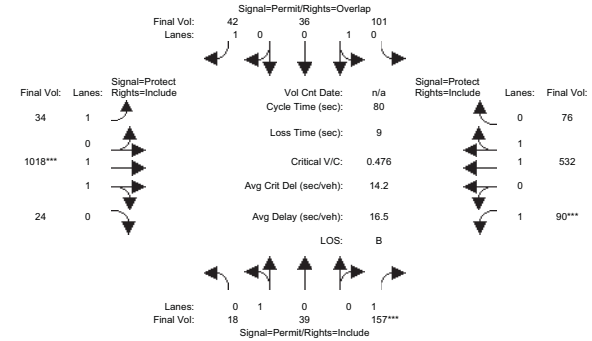 Signal=Permit/Rights=Overlap
Final Vol: 42 36 101
Lanes: 1 0 0 1 0
Signal=Protect
Final Vol: Lanes: Rights=Include
Vol Cnt Date: n/a
Signal=Protect
Rights=Include Lanes: Final Vol:
Cycle Time (sec): 80
34 1
0 76
Loss Time (sec): 9
0
1
1018*** 1
Critical V/C: 0.476
1 532
1
Avg Crit Del (sec/veh): 14.2
0
24 0
Avg Delay (sec/veh): 16.5
1 90***
LOS: B
Lanes: 0 1 0 0 1
Final Vol: 18 39 157***
Signal=Permit/Rights=Include